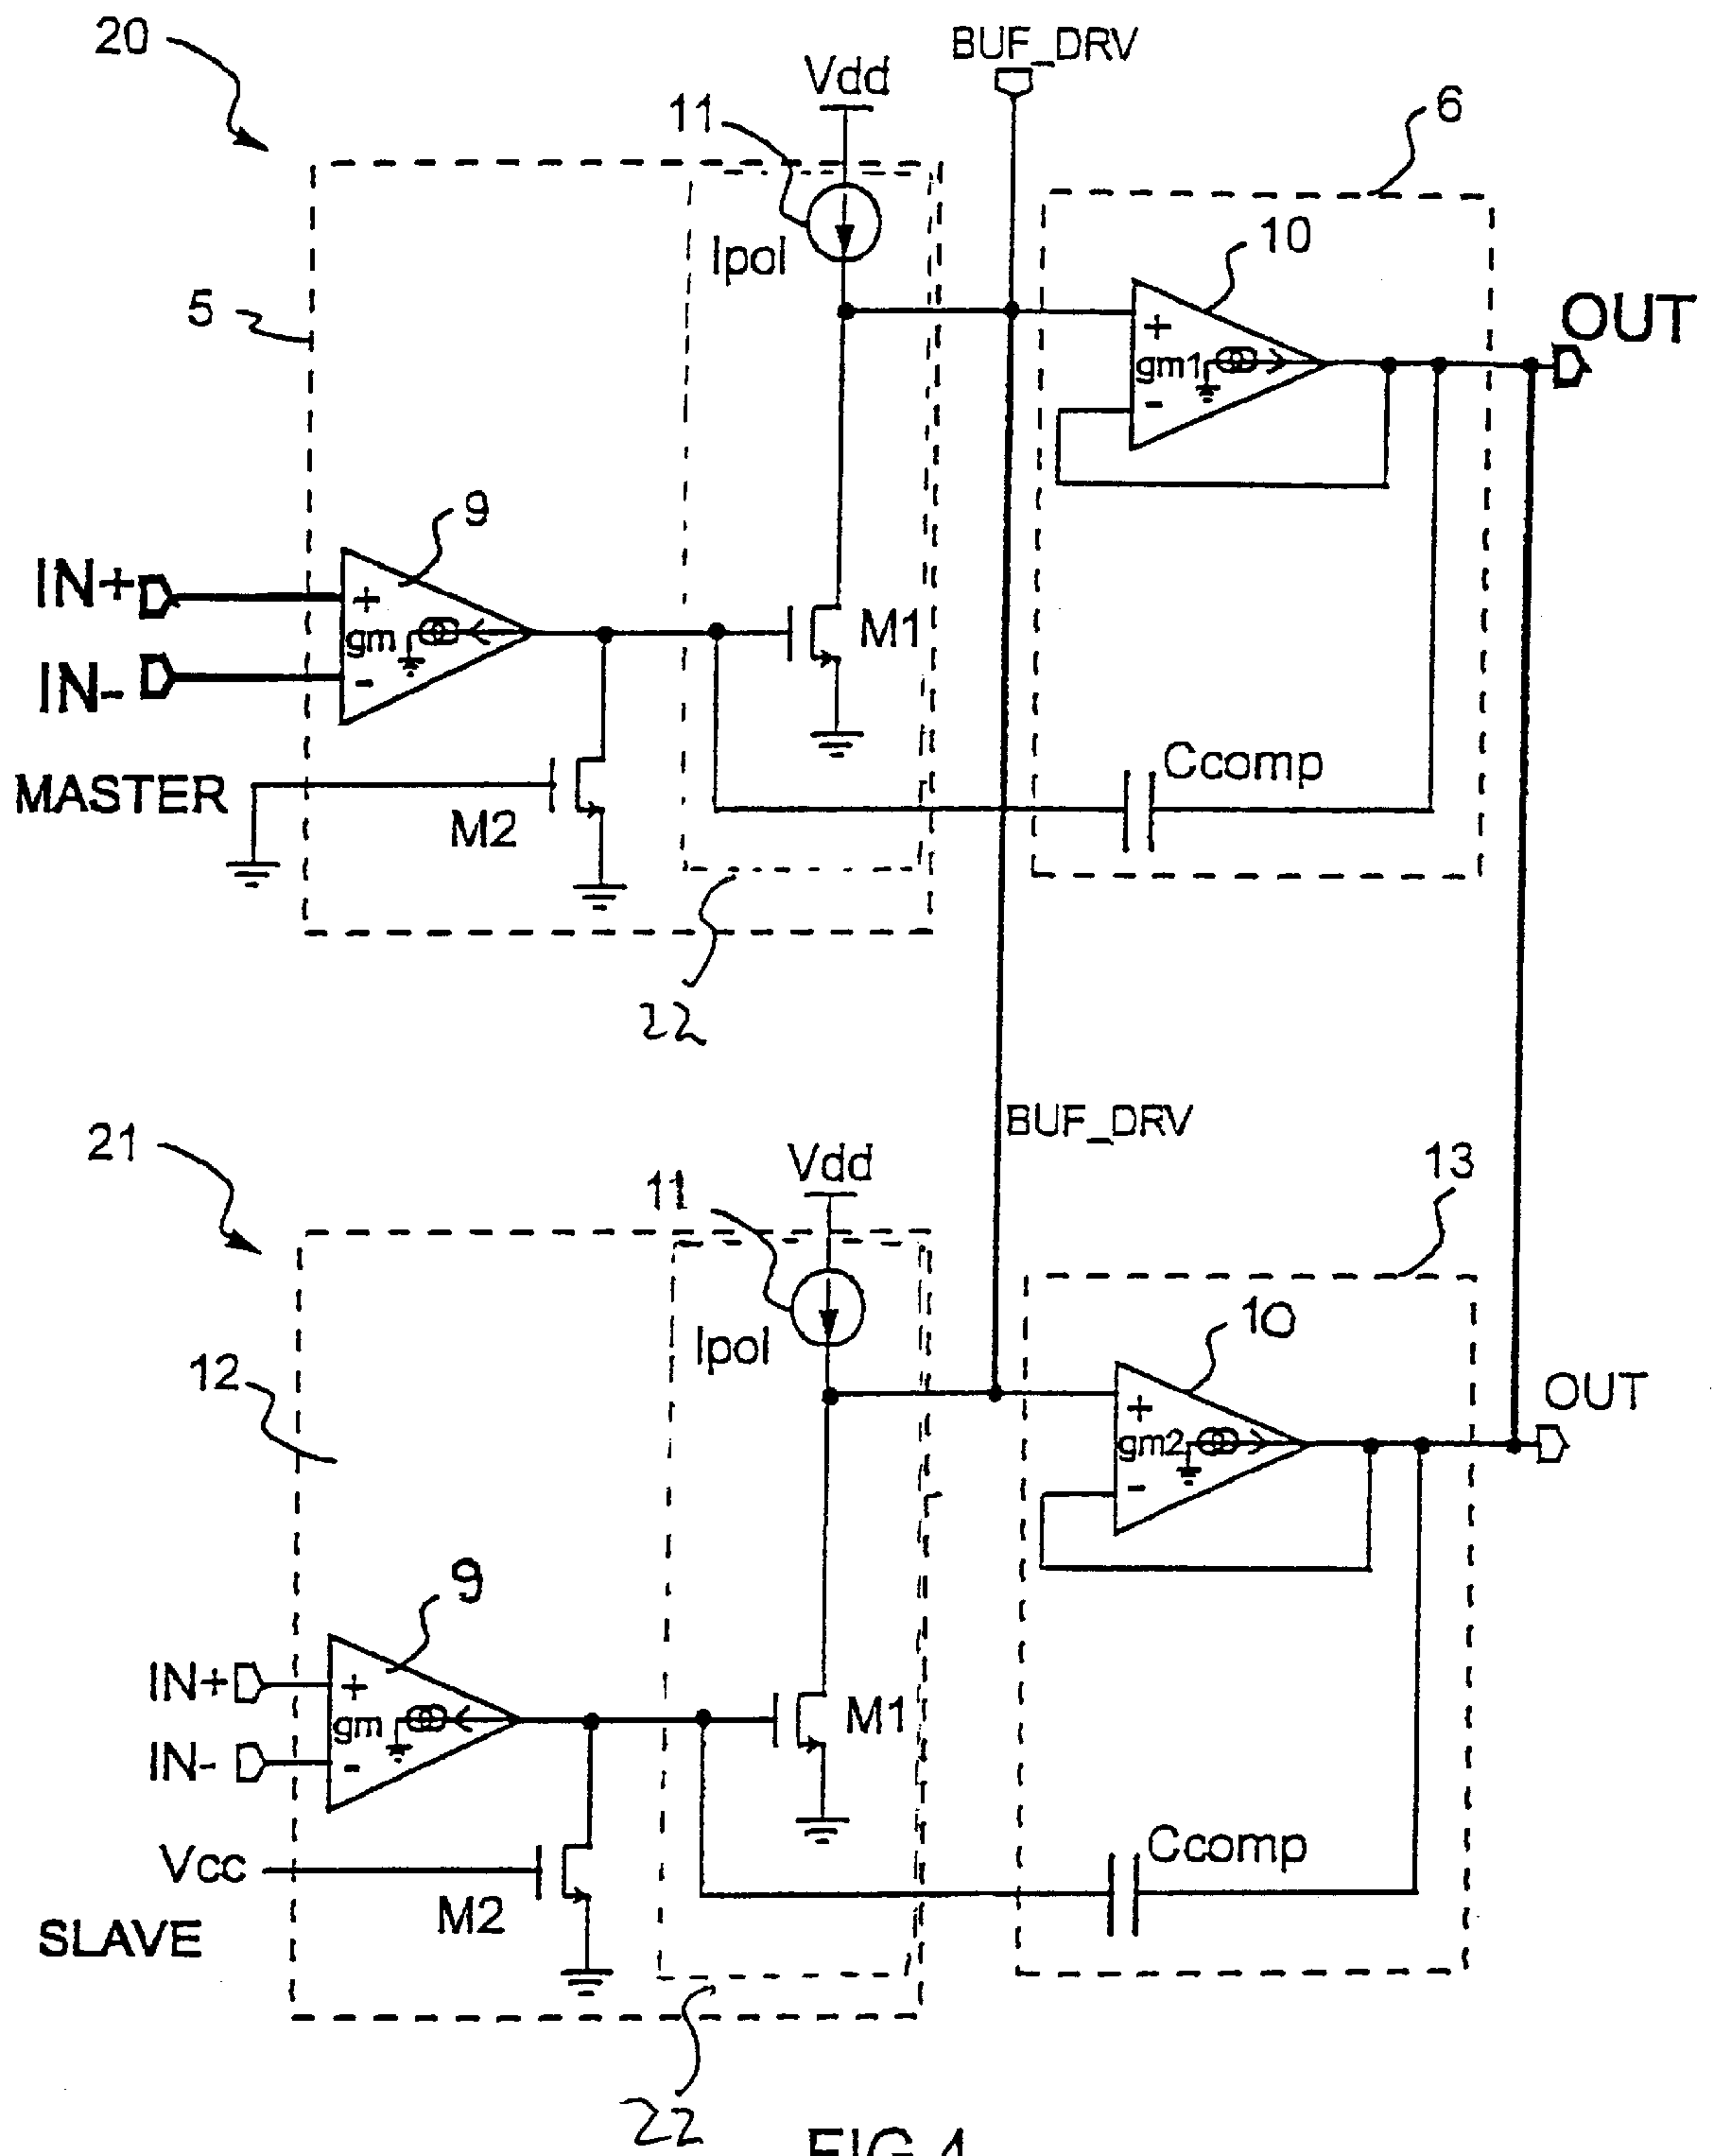 20
BUF_DRV
Vdd
11
6
Ipol
10
5
OUT
+
gm1
-
9
IN+
+
gm
M1
IN-
-
Ccomp
MASTER
M2
22
BUF_DRV
21
Vdd
13
11
10
Ipol
12
OUT
+
gm2
-
9
IN+
+
gm
M1
IN-
-
Ccomp
Vcc
M2
SLAVE
22
FIG.4